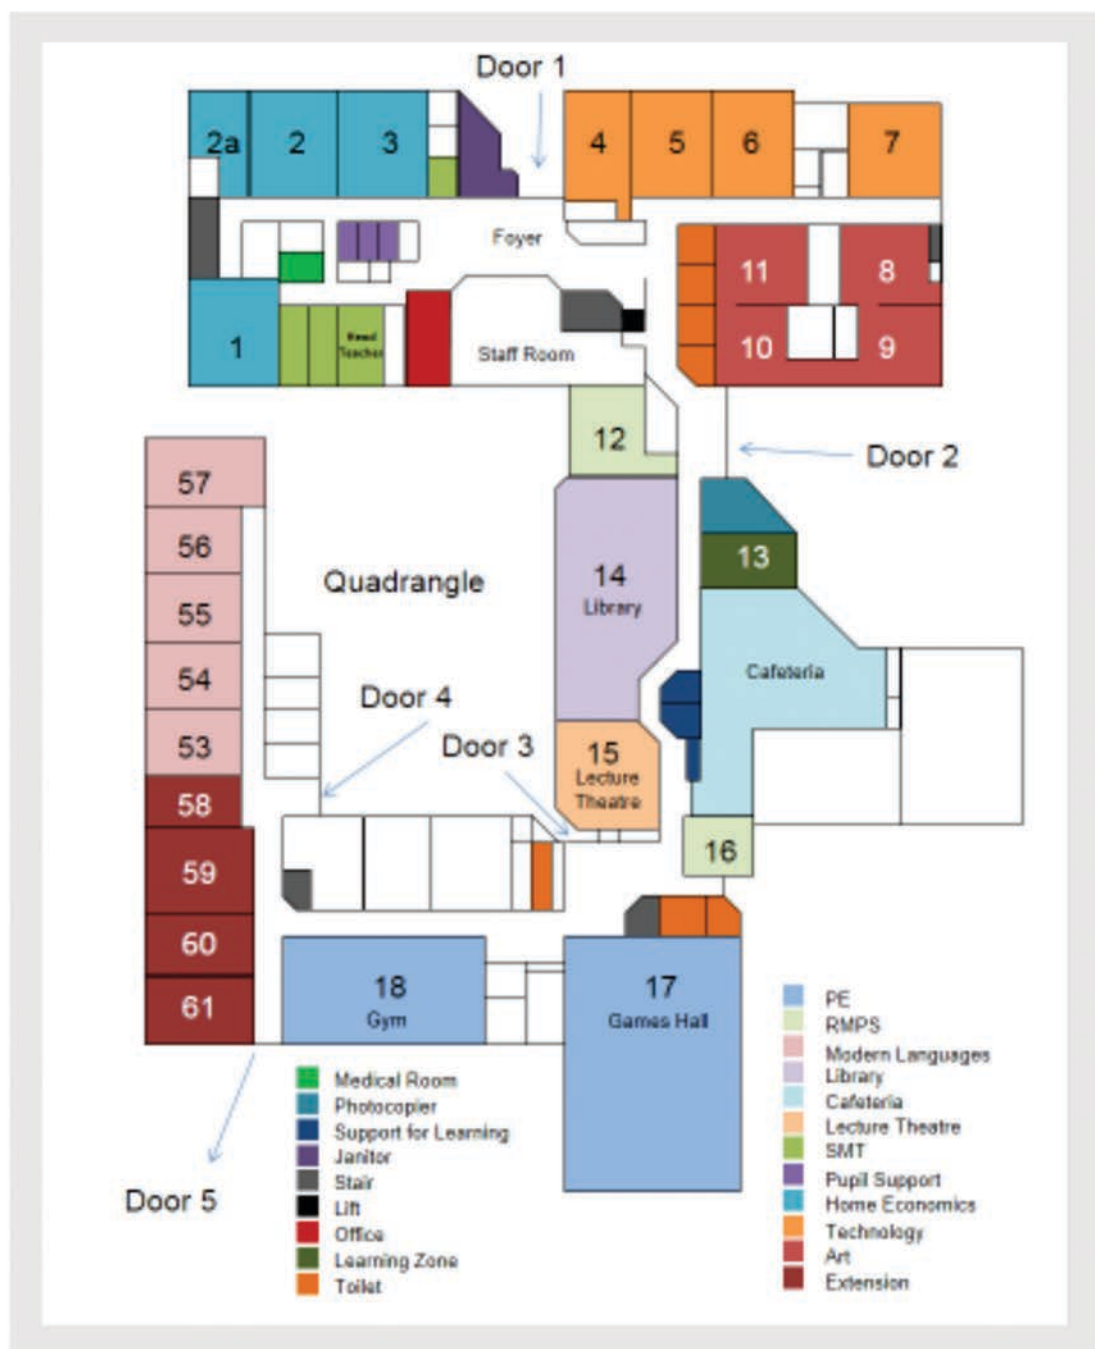 Door 1
2a
2
3
4
5
6
7
Foyer
11
8
1
Head
Teacher
Staff Room
10
9
12
Door 2
57
56
13
Quadrangle
14
Library
55
54
Cafeteria
Door 4
53
Door 3
15
Lecture
Theatre
58
16
59
60
18
Gym
17
Games Hall
61
PE
RMPS
Modern Languages
Library
Cafeteria
Lecture Theatre
SMT
Pupil Support
Home Economics
Technology
Art
Extension
Medical Room
Photocopier
Support for Learning
Janitor
Stair
Lift
Office
Learning Zone
Toilet
Door 5